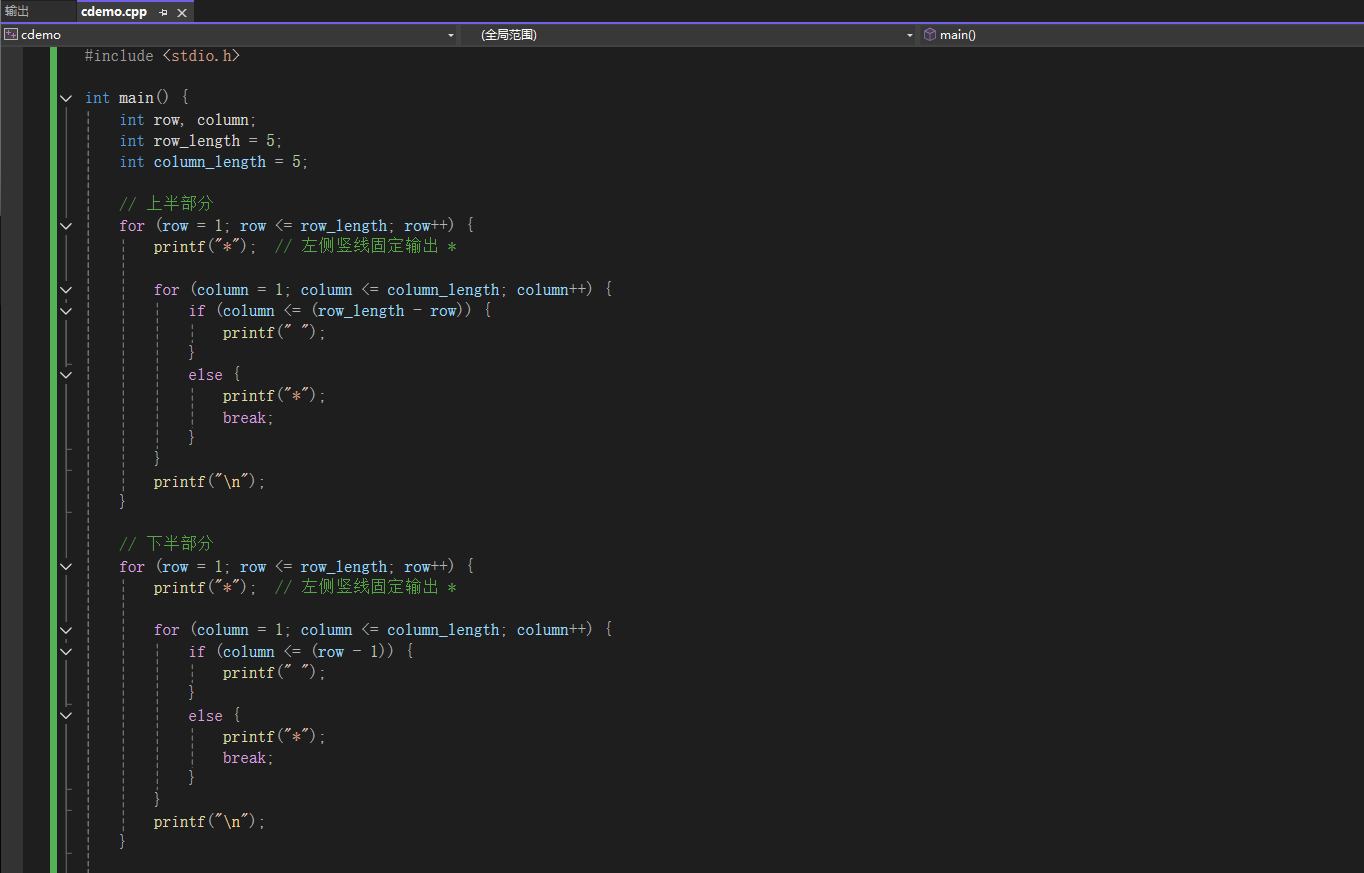 输出 cdemo.cpp
cdemo (全局范围) main()
#include <stdio.h>
int main() {
    int row, column;
    int row_length = 5;
    int column_length = 5;
    // 上半部分
    for (row = 1; row <= row_length; row++) {
        printf("*");  // 左侧竖线固定输出 *
        for (column = 1; column <= column_length; column++) {
            if (column <= (row_length - row)) {
                printf(" ");
            }
            else {
                printf("*");
                break;
            }
        }
        printf("\n");
    }
    // 下半部分
    for (row = 1; row <= row_length; row++) {
        printf("*");  // 左侧竖线固定输出 *
        for (column = 1; column <= column_length; column++) {
            if (column <= (row - 1)) {
                printf(" ");
            }
            else {
                printf("*");
                break;
            }
        }
        printf("\n");
    }